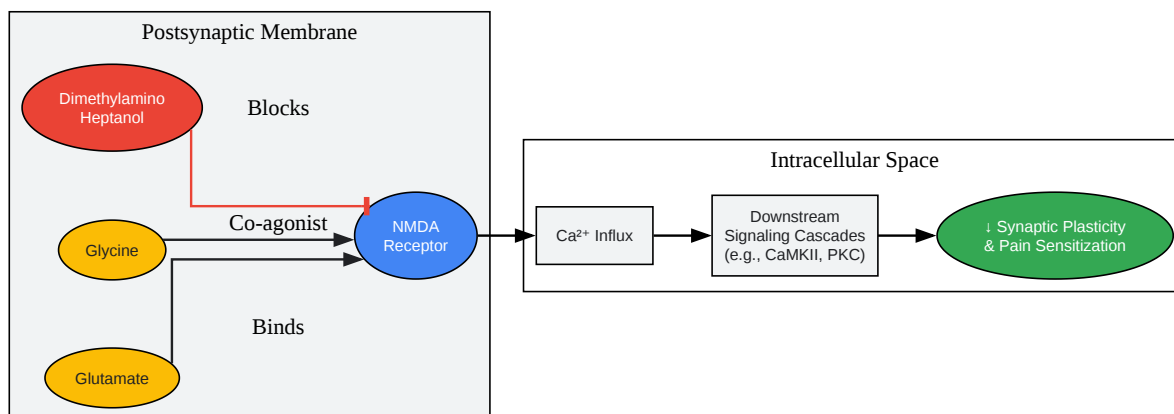 Postsynaptic Membrane
Dimethylamino
Heptanol
Blocks
Co-agonist
Glycine
NMDA
Receptor
Binds
Glutamate
Intracellular Space
Ca²⁺ Influx
Downstream
Signaling Cascades
(e.g., CaMKII, PKC)
↓ Synaptic Plasticity
& Pain Sensitization